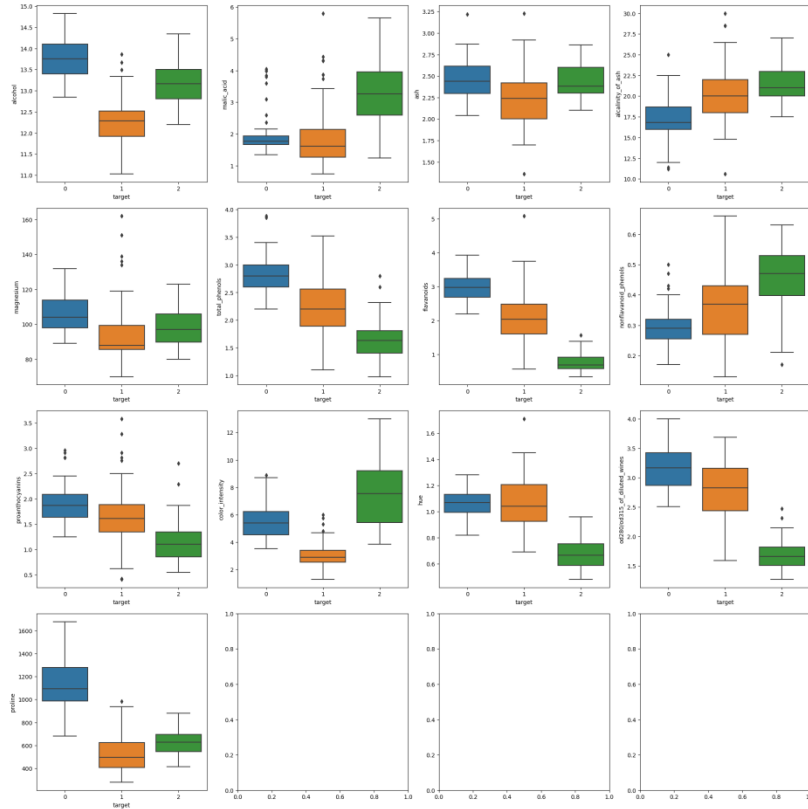 alcohol
15.0
14.5
14.0
13.5
13.0
12.5
12.0
11.5
11.0
0 1 2
target
malic_acid
6
5
4
3
2
1
0 1 2
target
ash
3.25
3.00
2.75
2.50
2.25
2.00
1.75
1.50
0 1 2
target
alcalinity_of_ash
30.0
27.5
25.0
22.5
20.0
17.5
15.0
12.5
10.0
0 1 2
target
magnesium
160
140
120
100
80
0 1 2
target
total_phenols
4.0
3.5
3.0
2.5
2.0
1.5
1.0
0 1 2
target
flavanoids
5
4
3
2
1
0 1 2
target
nonflavanoid_phenols
0.6
0.5
0.4
0.3
0.2
0 1 2
target
proanthocyanins
3.5
3.0
2.5
2.0
1.5
1.0
0.5
0 1 2
target
color_intensity
12
10
8
6
4
2
0 1 2
target
hue
1.6
1.4
1.2
1.0
0.8
0.6
0 1 2
target
od280/od315_of_diluted_wines
4.0
3.5
3.0
2.5
2.0
1.5
0 1 2
target
proline
1600
1400
1200
1000
800
600
400
0 1 2
target
1.0
0.8
0.6
0.4
0.2
0.0
0.0 0.2 0.4 0.6 0.8 1.0
1.0
0.8
0.6
0.4
0.2
0.0
0.0 0.2 0.4 0.6 0.8 1.0
1.0
0.8
0.6
0.4
0.2
0.0
0.0 0.2 0.4 0.6 0.8 1.0